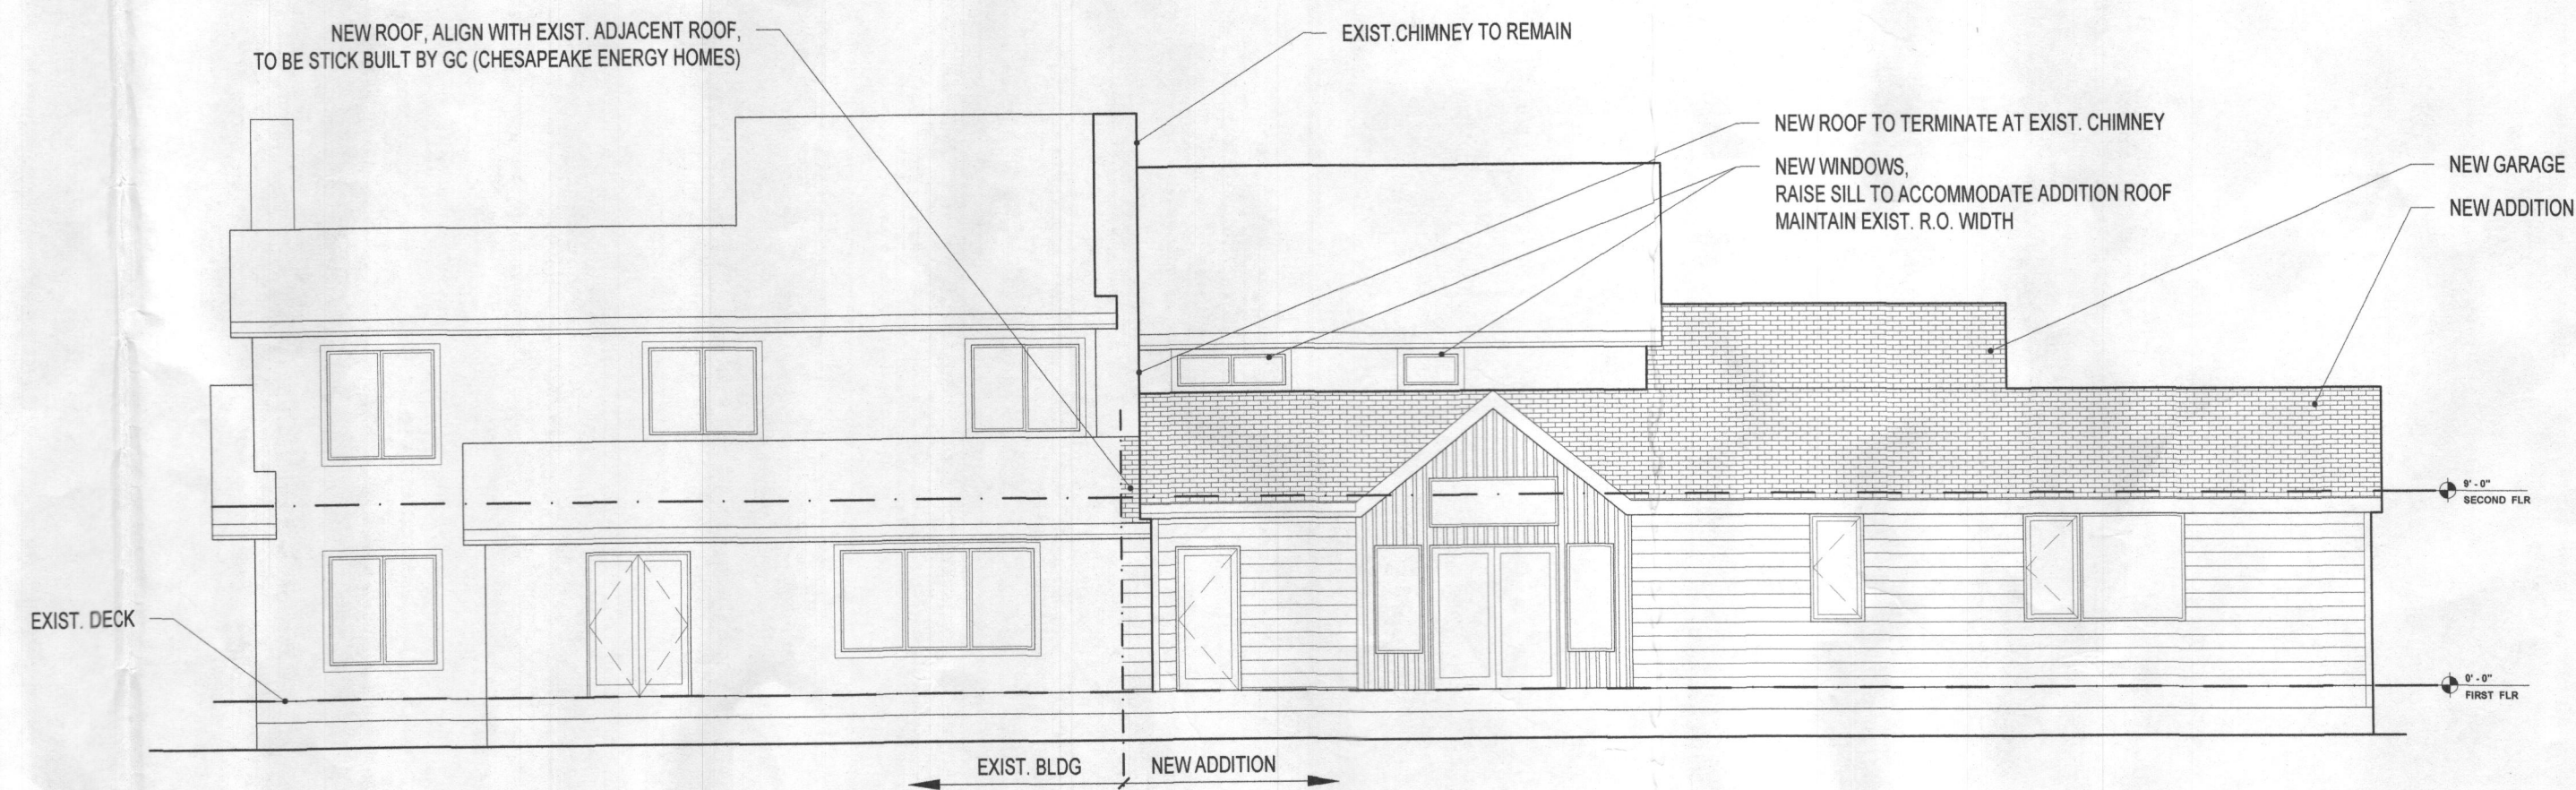 NEW ROOF, ALIGN WITH EXIST. ADJACENT ROOF,
TO BE STICK BUILT BY GC (CHESAPEAKE ENERGY HOMES)
EXIST.CHIMNEY TO REMAIN
NEW ROOF TO TERMINATE AT EXIST. CHIMNEY
NEW WINDOWS,
RAISE SILL TO ACCOMMODATE ADDITION ROOF
MAINTAIN EXIST. R.O. WIDTH
NEW GARAGE
NEW ADDITION
9' - 0"
SECOND FLR
EXIST. DECK
0' - 0"
FIRST FLR
EXIST. BLDG
NEW ADDITION